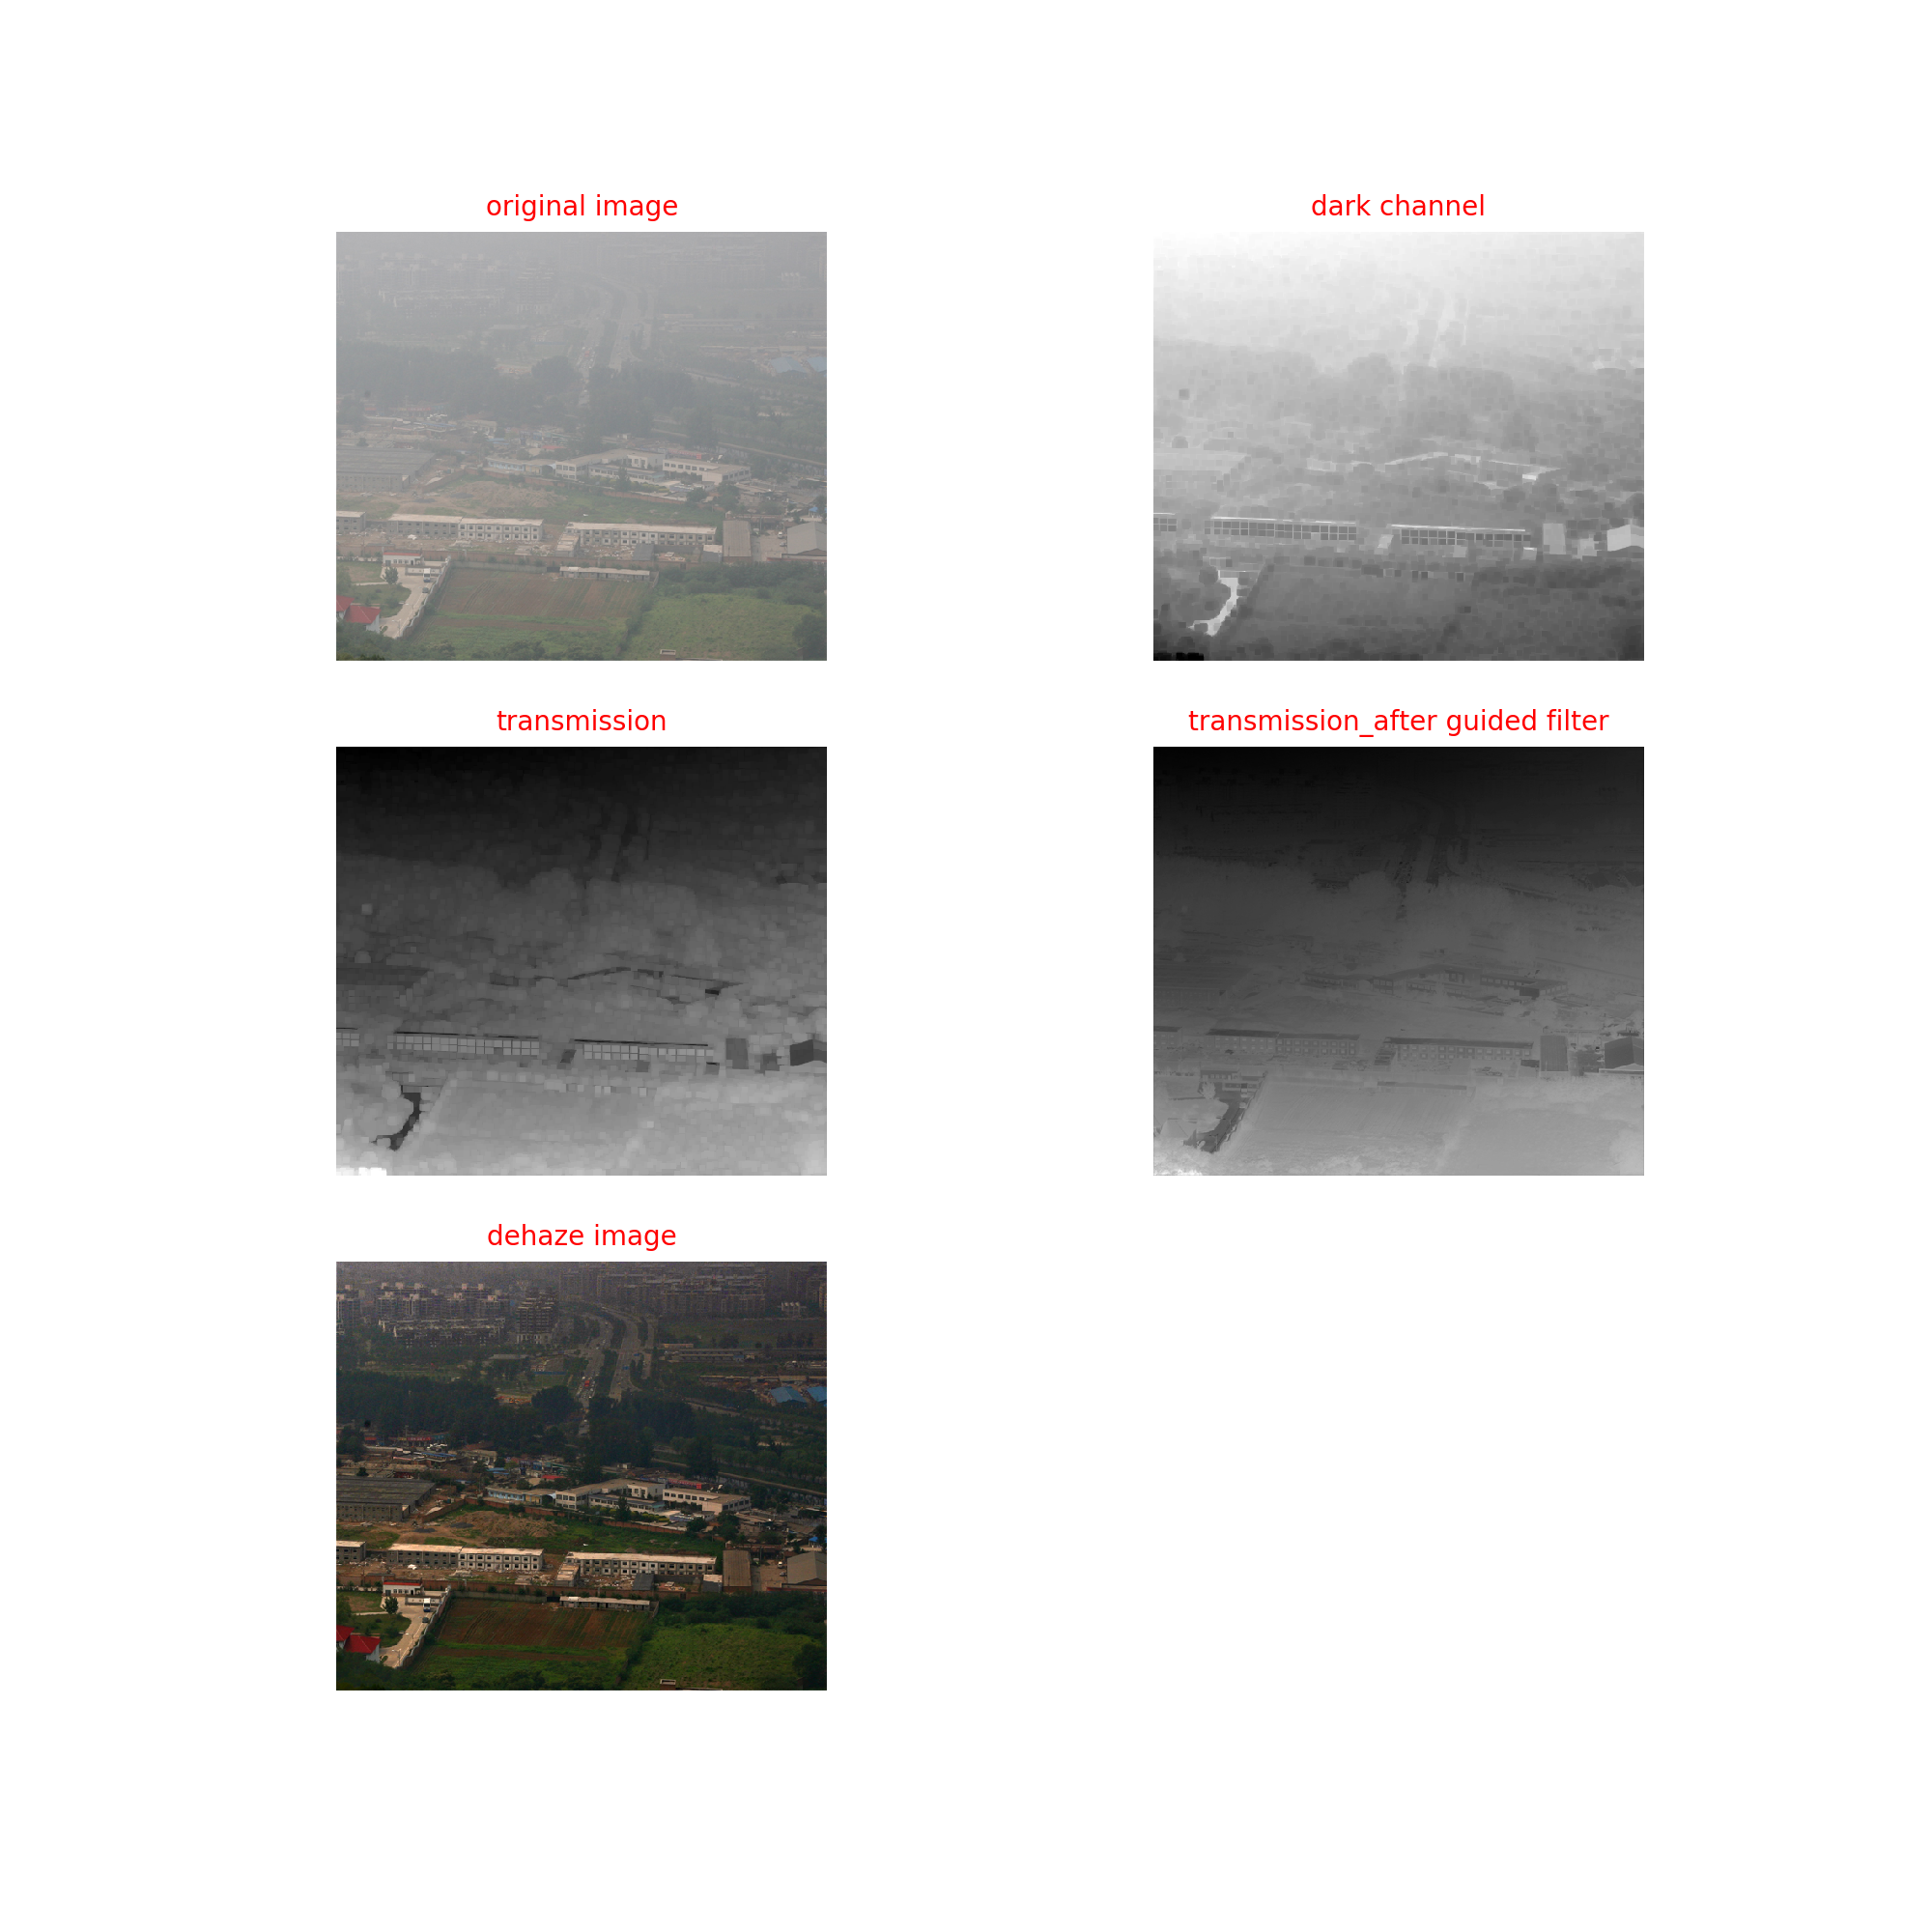 original image
dark channel
transmission
transmission_after guided filter
dehaze image